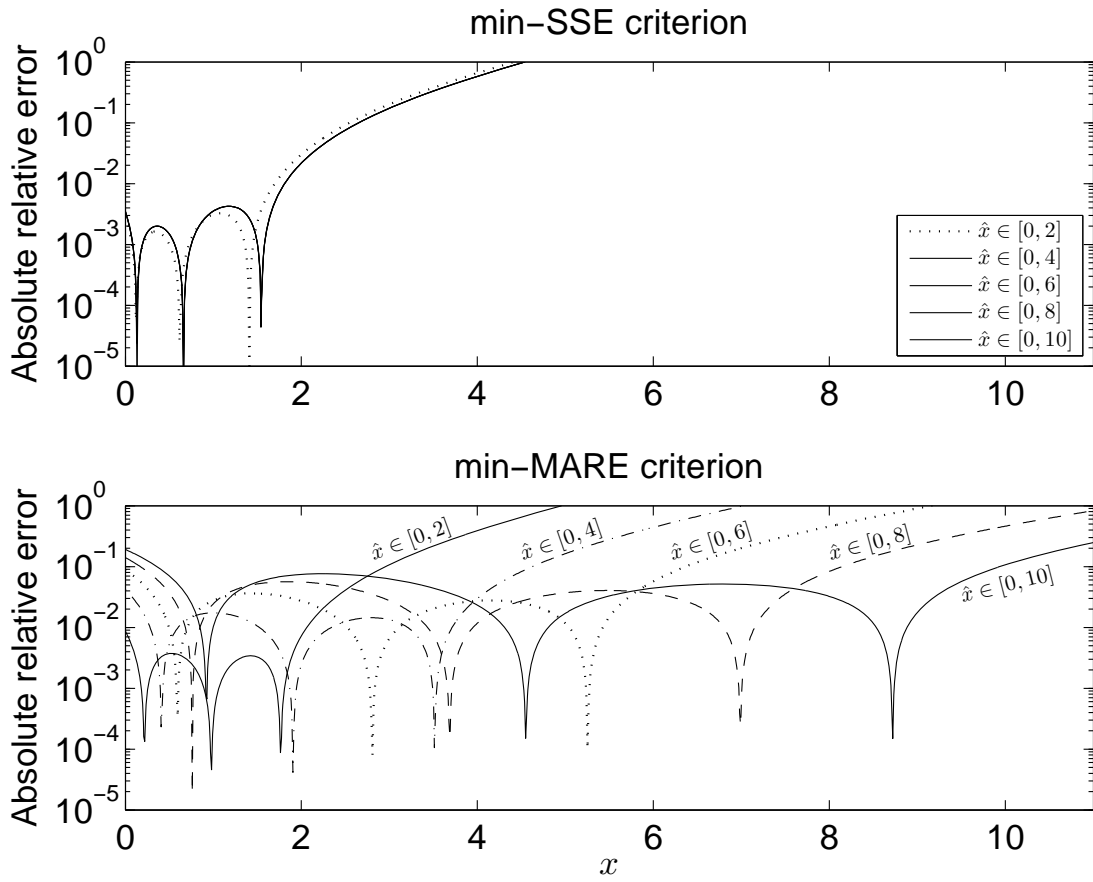 min−SSE criterion
Absolute relative error
10^0
10^−1
10^−2
10^−3
10^−4
10^−5
0 2 4 6 8 10
x̂ ∈ [0, 2]
x̂ ∈ [0, 4]
x̂ ∈ [0, 6]
x̂ ∈ [0, 8]
x̂ ∈ [0, 10]
min−MARE criterion
Absolute relative error
10^0
10^−1
10^−2
10^−3
10^−4
10^−5
x̂ ∈ [0, 2]
x̂ ∈ [0, 4]
x̂ ∈ [0, 6]
x̂ ∈ [0, 8]
x̂ ∈ [0, 10]
0 2 4 6 8 10
x